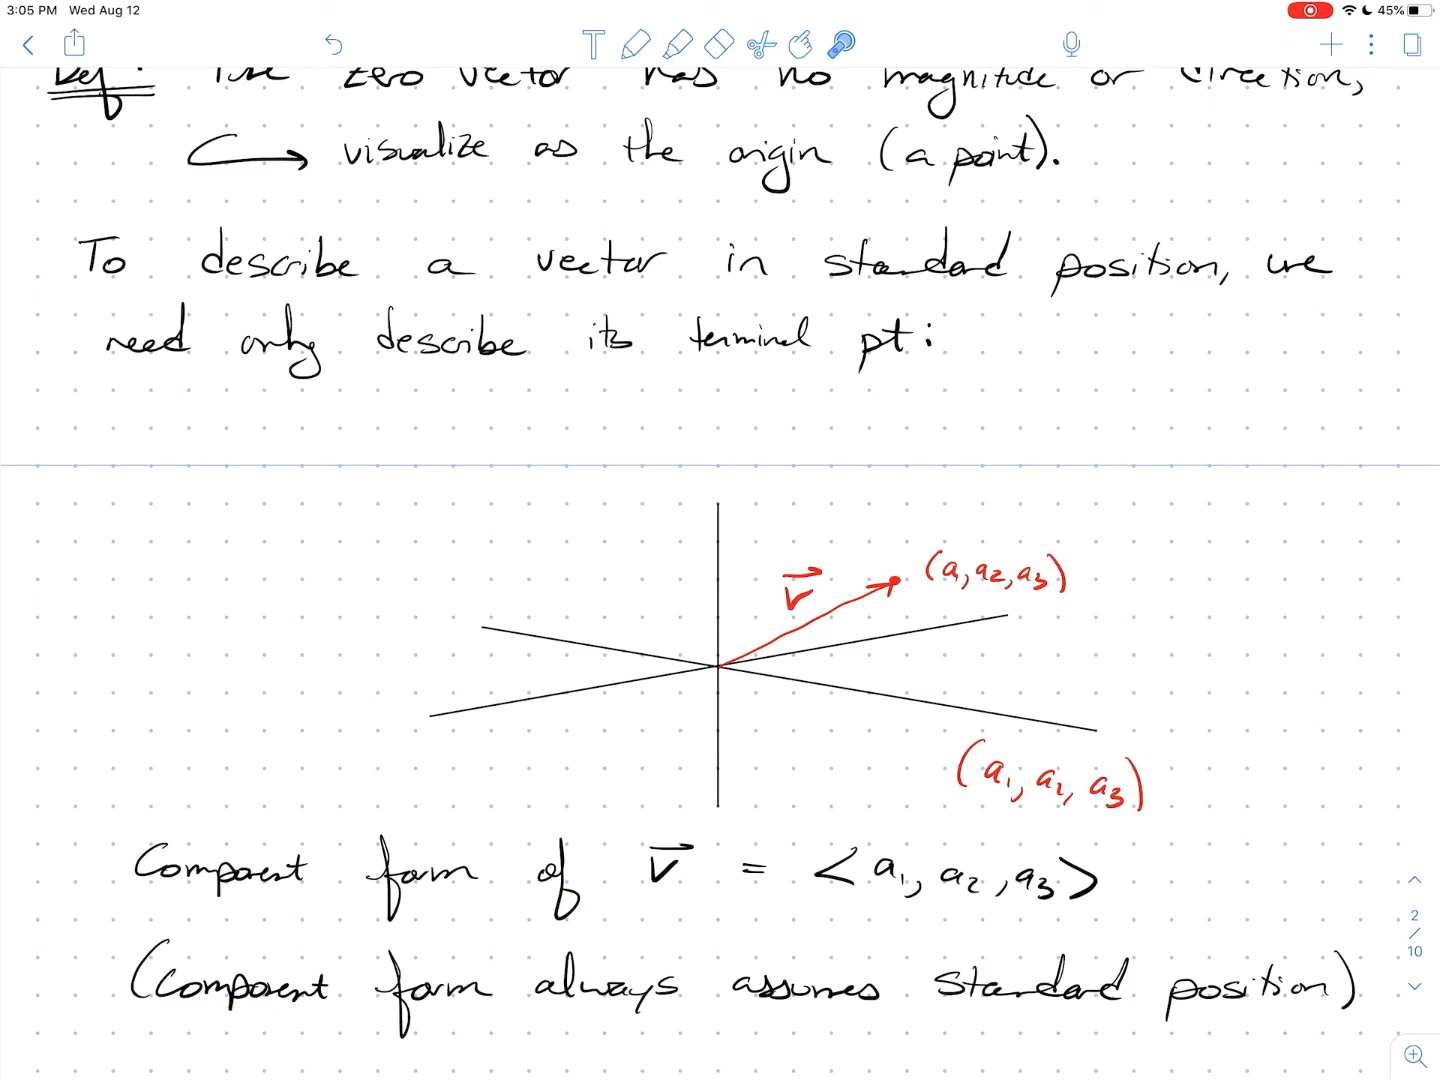 3:05 PM Wed Aug 12
45%
T
Def: The zero vector has no magnitude or direction,
↪ visualize as the origin (a point).
To describe a vector in standard position, we
need only describe its terminal pt:
v⃗ (a₁, a₂, a₃)
(a₁, a₂, a₃)
Component form of v⃗ = <a₁, a₂, a₃>
(Component form always assumes standard position)
2
/
10